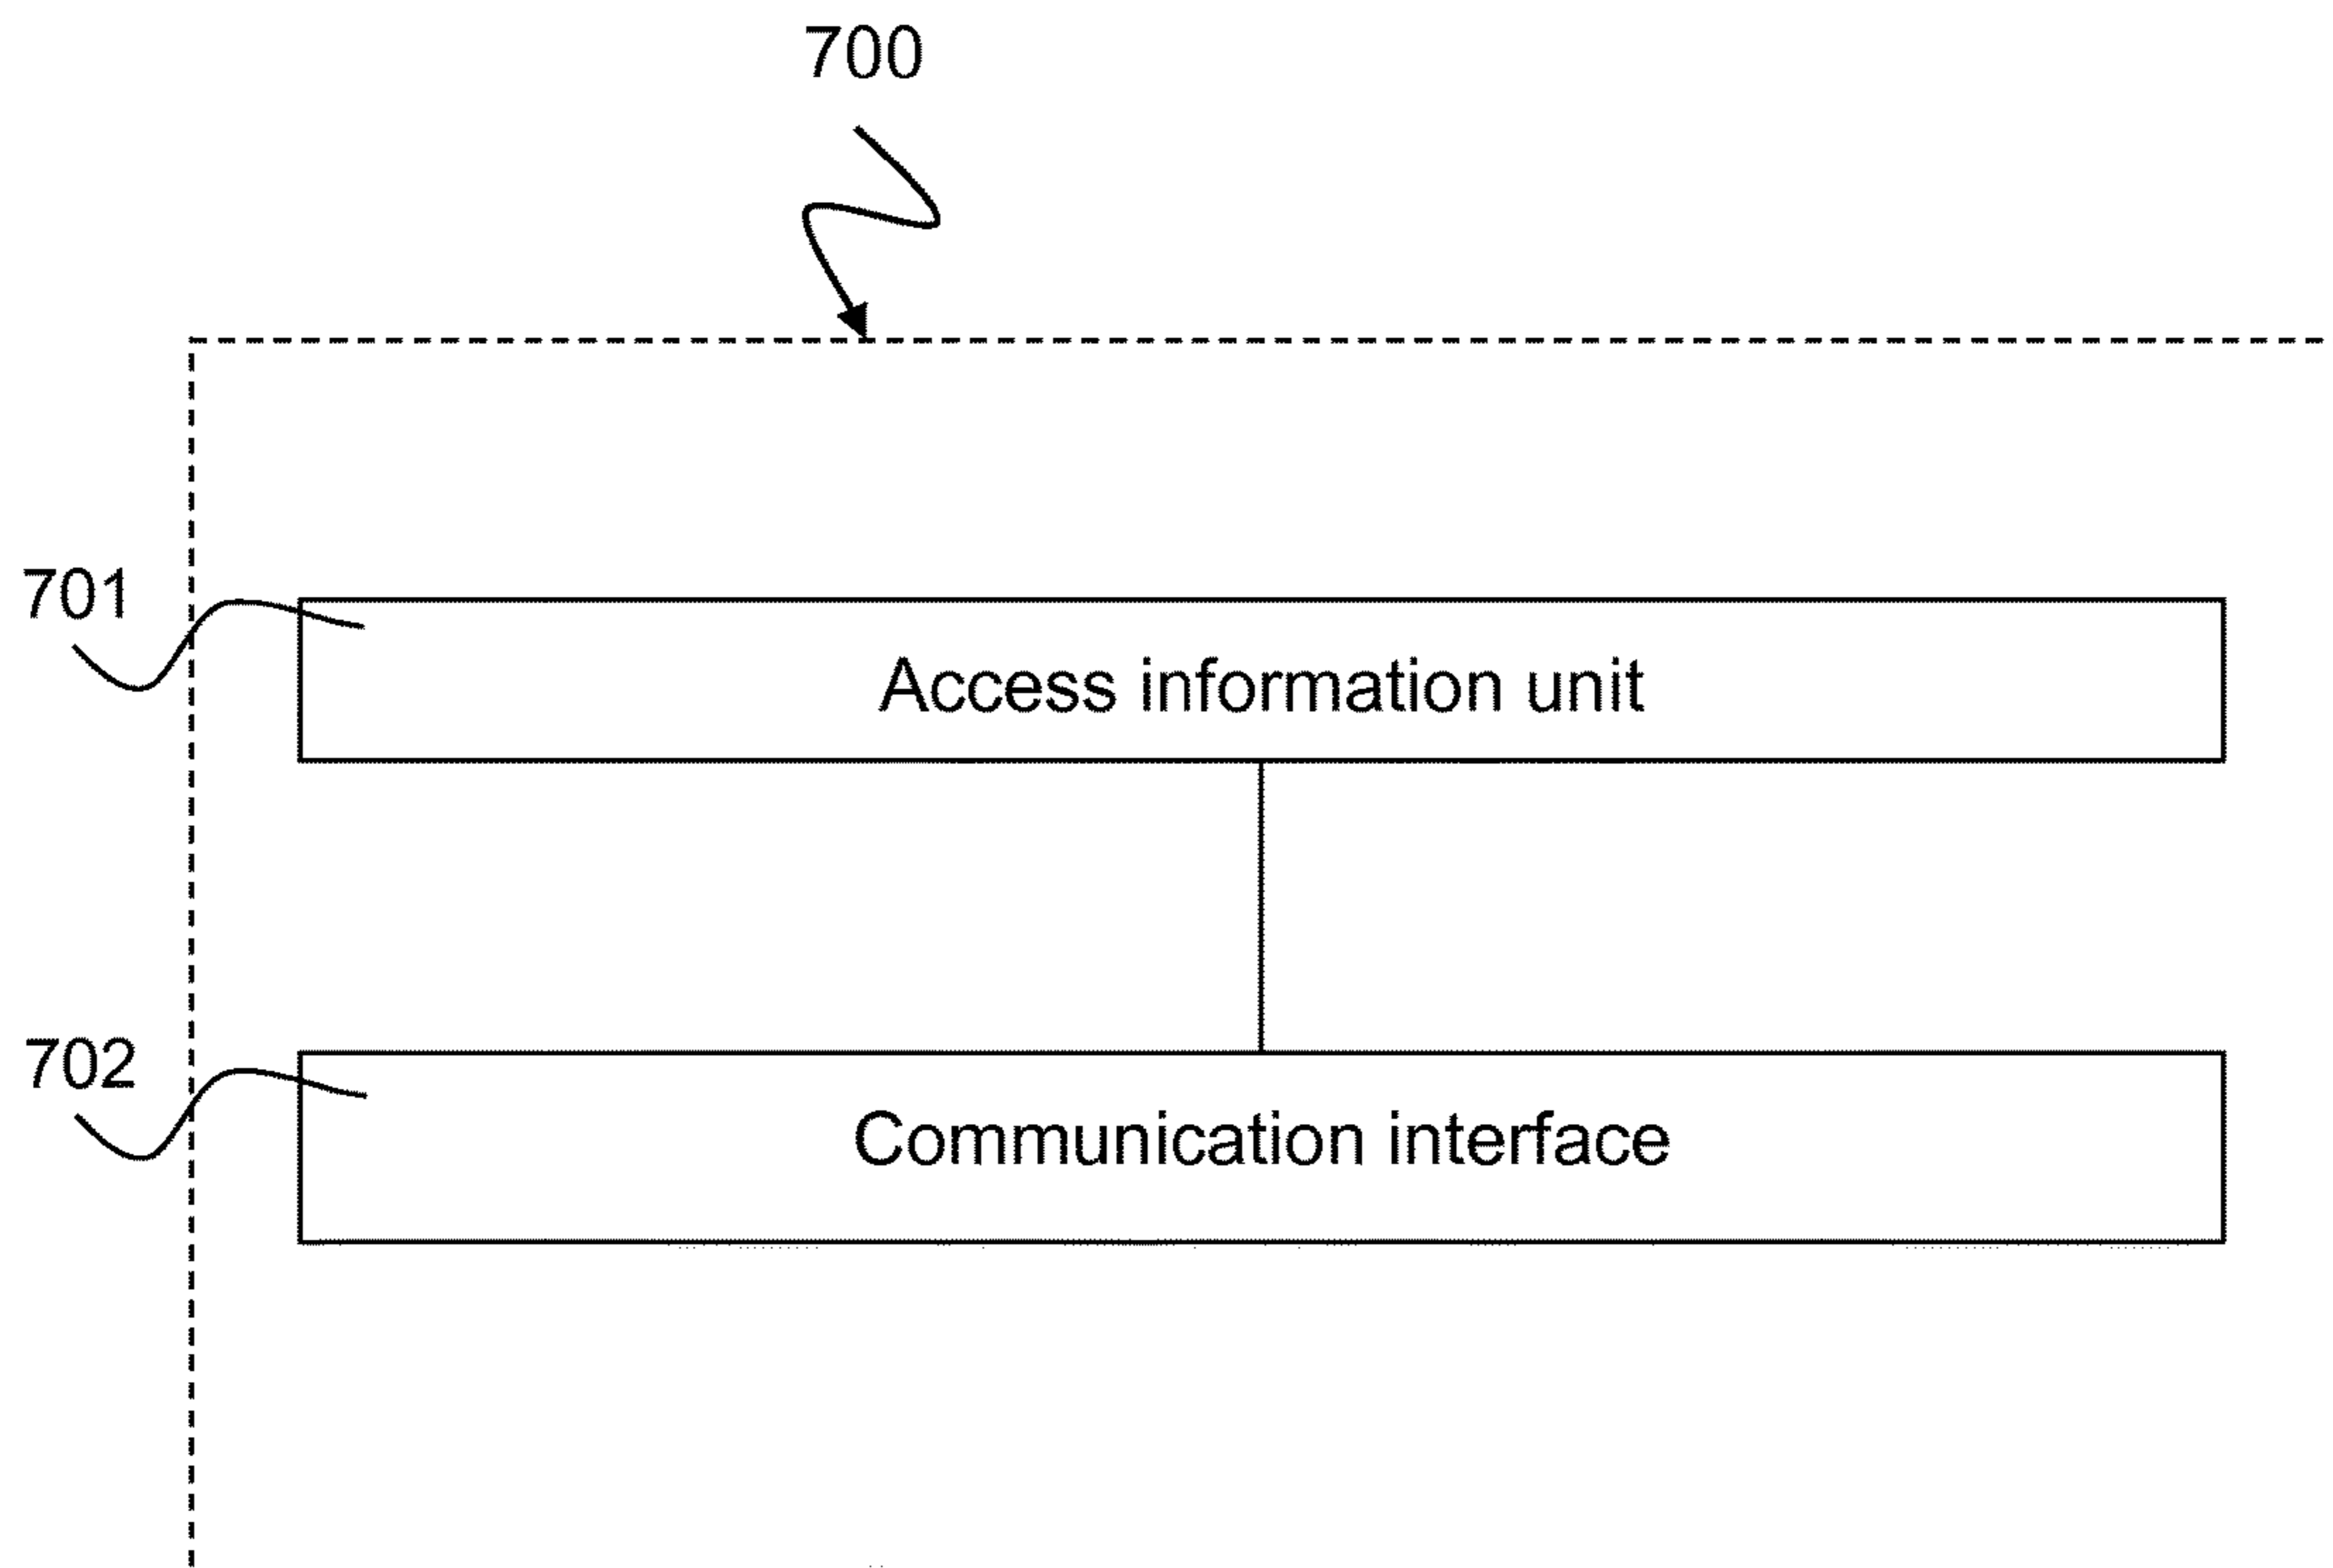 700
701
Access information unit
702
Communication interface